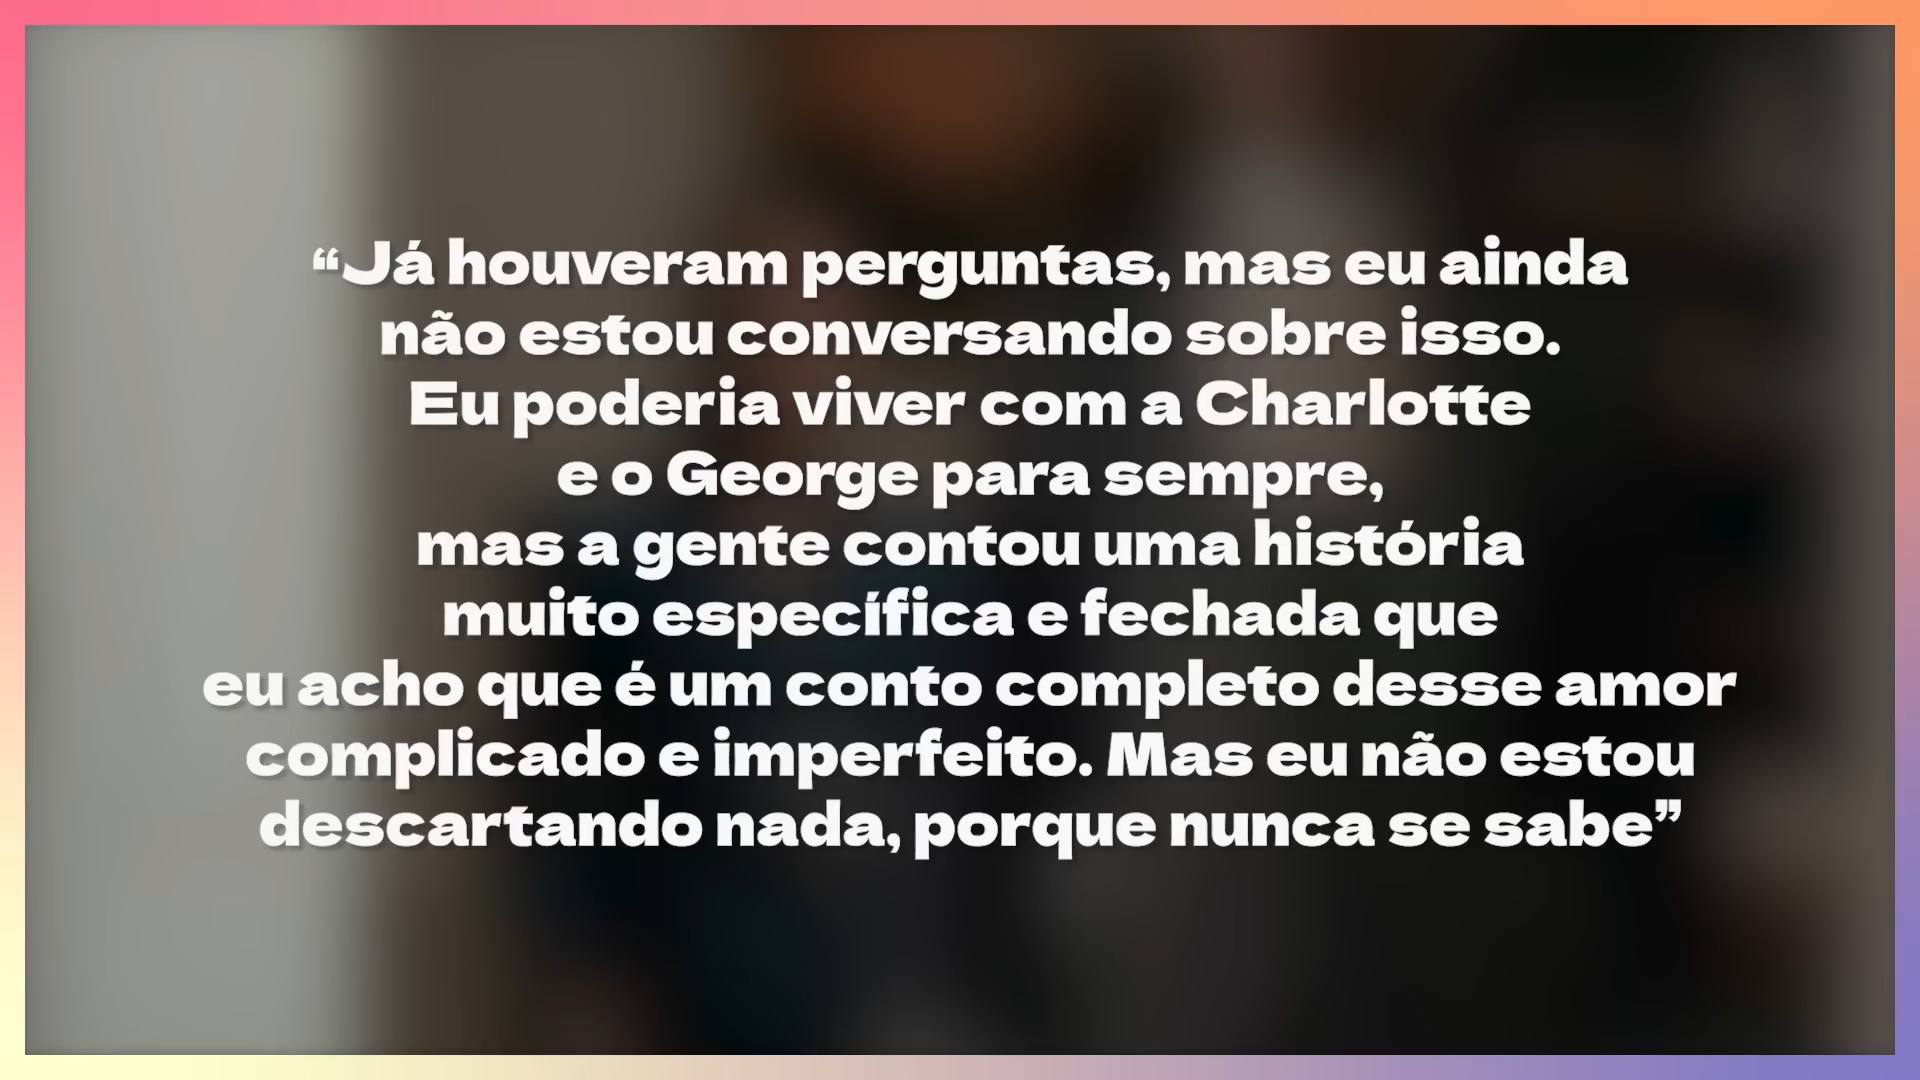 “Já houveram perguntas, mas eu ainda
não estou conversando sobre isso.
Eu poderia viver com a Charlotte
e o George para sempre,
mas a gente contou uma história
muito específica e fechada que
eu acho que é um conto completo desse amor
complicado e imperfeito. Mas eu não estou
descartando nada, porque nunca se sabe”